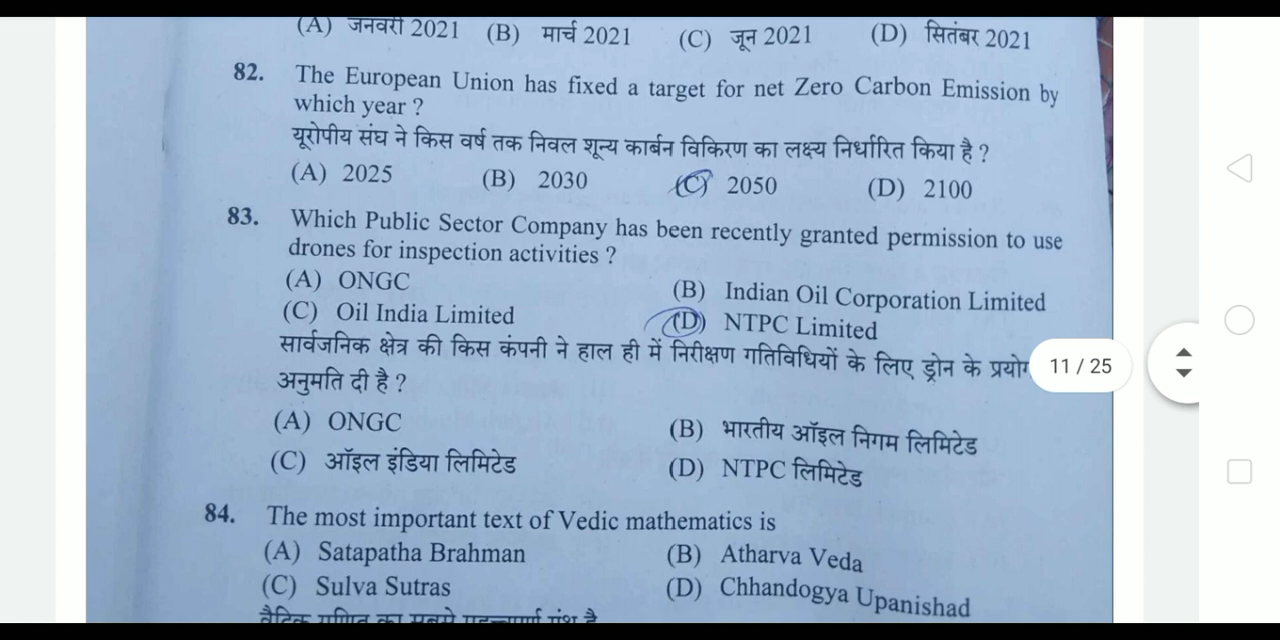 (A) जनवरी 2021 (B) मार्च 2021 (C) जून 2021 (D) सितंबर 2021
82. The European Union has fixed a target for net Zero Carbon Emission by
which year ?
यूरोपीय संघ ने किस वर्ष तक निवल शून्य कार्बन विकिरण का लक्ष्य निर्धारित किया है ?
(A) 2025 (B) 2030 (C) 2050 (D) 2100
83. Which Public Sector Company has been recently granted permission to use
drones for inspection activities ?
(A) ONGC (B) Indian Oil Corporation Limited
(C) Oil India Limited (D) NTPC Limited
सार्वजनिक क्षेत्र की किस कंपनी ने हाल ही में निरीक्षण गतिविधियों के लिए ड्रोन के प्रयोग
11 / 25
अनुमति दी है ?
(A) ONGC (B) भारतीय ऑइल निगम लिमिटेड
(C) ऑइल इंडिया लिमिटेड (D) NTPC लिमिटेड
84. The most important text of Vedic mathematics is
(A) Satapatha Brahman (B) Atharva Veda
(C) Sulva Sutras (D) Chhandogya Upanishad
वैदिक गणित का सबसे महत्त्वपूर्ण ग्रंथ है